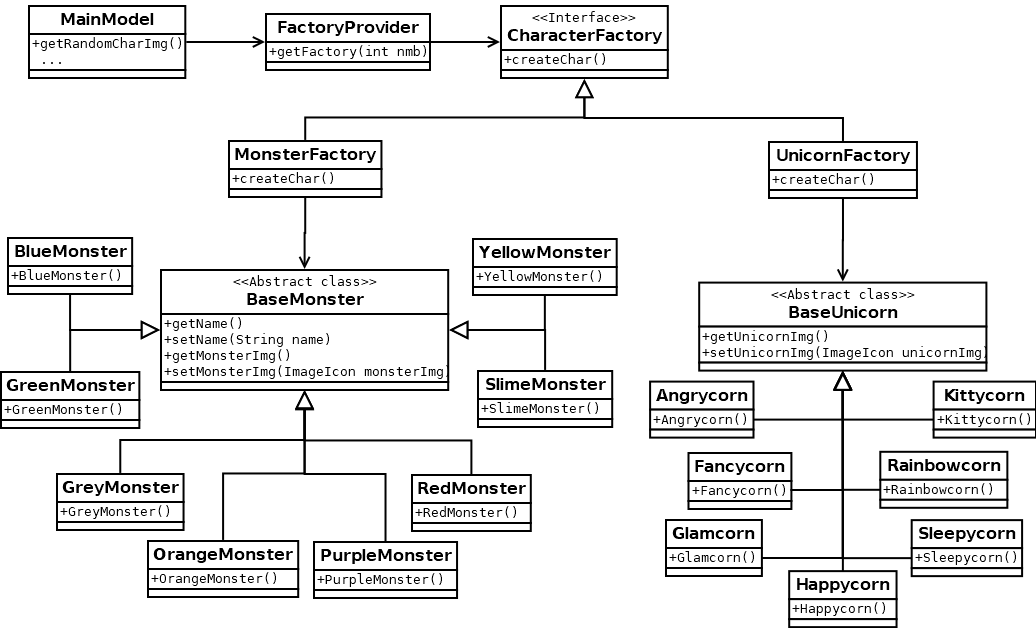 MainModel
+getRandomCharImg()
...
FactoryProvider
+getFactory(int nmb)
<<Interface>>
CharacterFactory
+createChar()
MonsterFactory
+createChar()
UnicornFactory
+createChar()
BlueMonster
+BlueMonster()
YellowMonster
+YellowMonster()
<<Abstract class>>
BaseMonster
+getName()
+setName(String name)
+getMonsterImg()
+setMonsterImg(ImageIcon monsterImg)
<<Abstract class>>
BaseUnicorn
+getUnicornImg()
+setUnicornImg(ImageIcon unicornImg)
GreenMonster
+GreenMonster()
SlimeMonster
+SlimeMonster()
Angrycorn
+Angrycorn()
Kittycorn
+Kittycorn()
GreyMonster
+GreyMonster()
RedMonster
+RedMonster()
Fancycorn
+Fancycorn()
Rainbowcorn
+Rainbowcorn()
OrangeMonster
+OrangeMonster()
PurpleMonster
+PurpleMonster()
Glamcorn
+Glamcorn()
Sleepycorn
+Sleepycorn()
Happycorn
+Happycorn()